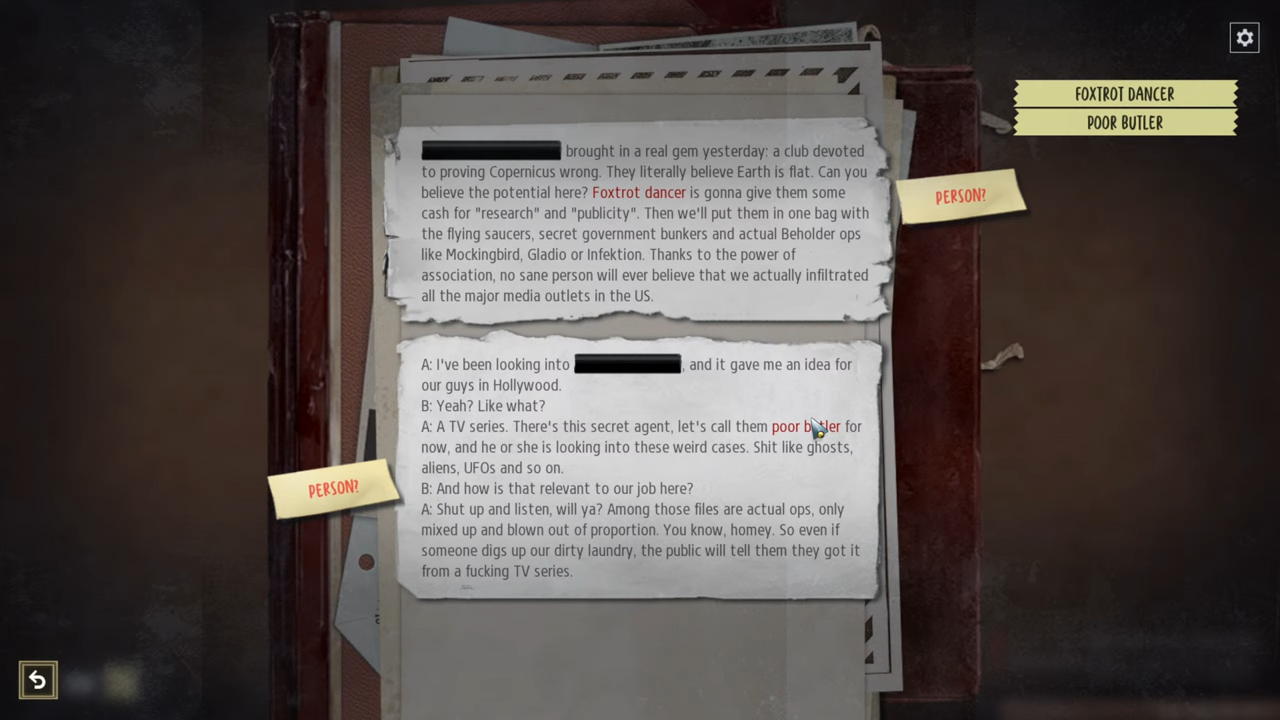 FOXTROT DANCER
POOR BUTLER
brought in a real gem yesterday: a club devoted
to proving Copernicus wrong. They literally believe Earth is flat. Can you
believe the potential here? Foxtrot dancer is gonna give them some
cash for "research" and "publicity". Then we'll put them in one bag with
the flying saucers, secret government bunkers and actual Beholder ops
like Mockingbird, Gladio or Infektion. Thanks to the power of
association, no sane person will ever believe that we actually infiltrated
all the major media outlets in the US.
PERSON?
A: I've been looking into , and it gave me an idea for
our guys in Hollywood.
B: Yeah? Like what?
A: A TV series. There's this secret agent, let's call them poor butler for
now, and he or she is looking into these weird cases. Shit like ghosts,
aliens, UFOs and so on.
B: And how is that relevant to our job here?
A: Shut up and listen, will ya? Among those files are actual ops, only
mixed up and blown out of proportion. You know, homey. So even if
someone digs up our dirty laundry, the public will tell them they got it
from a fucking TV series.
PERSON?